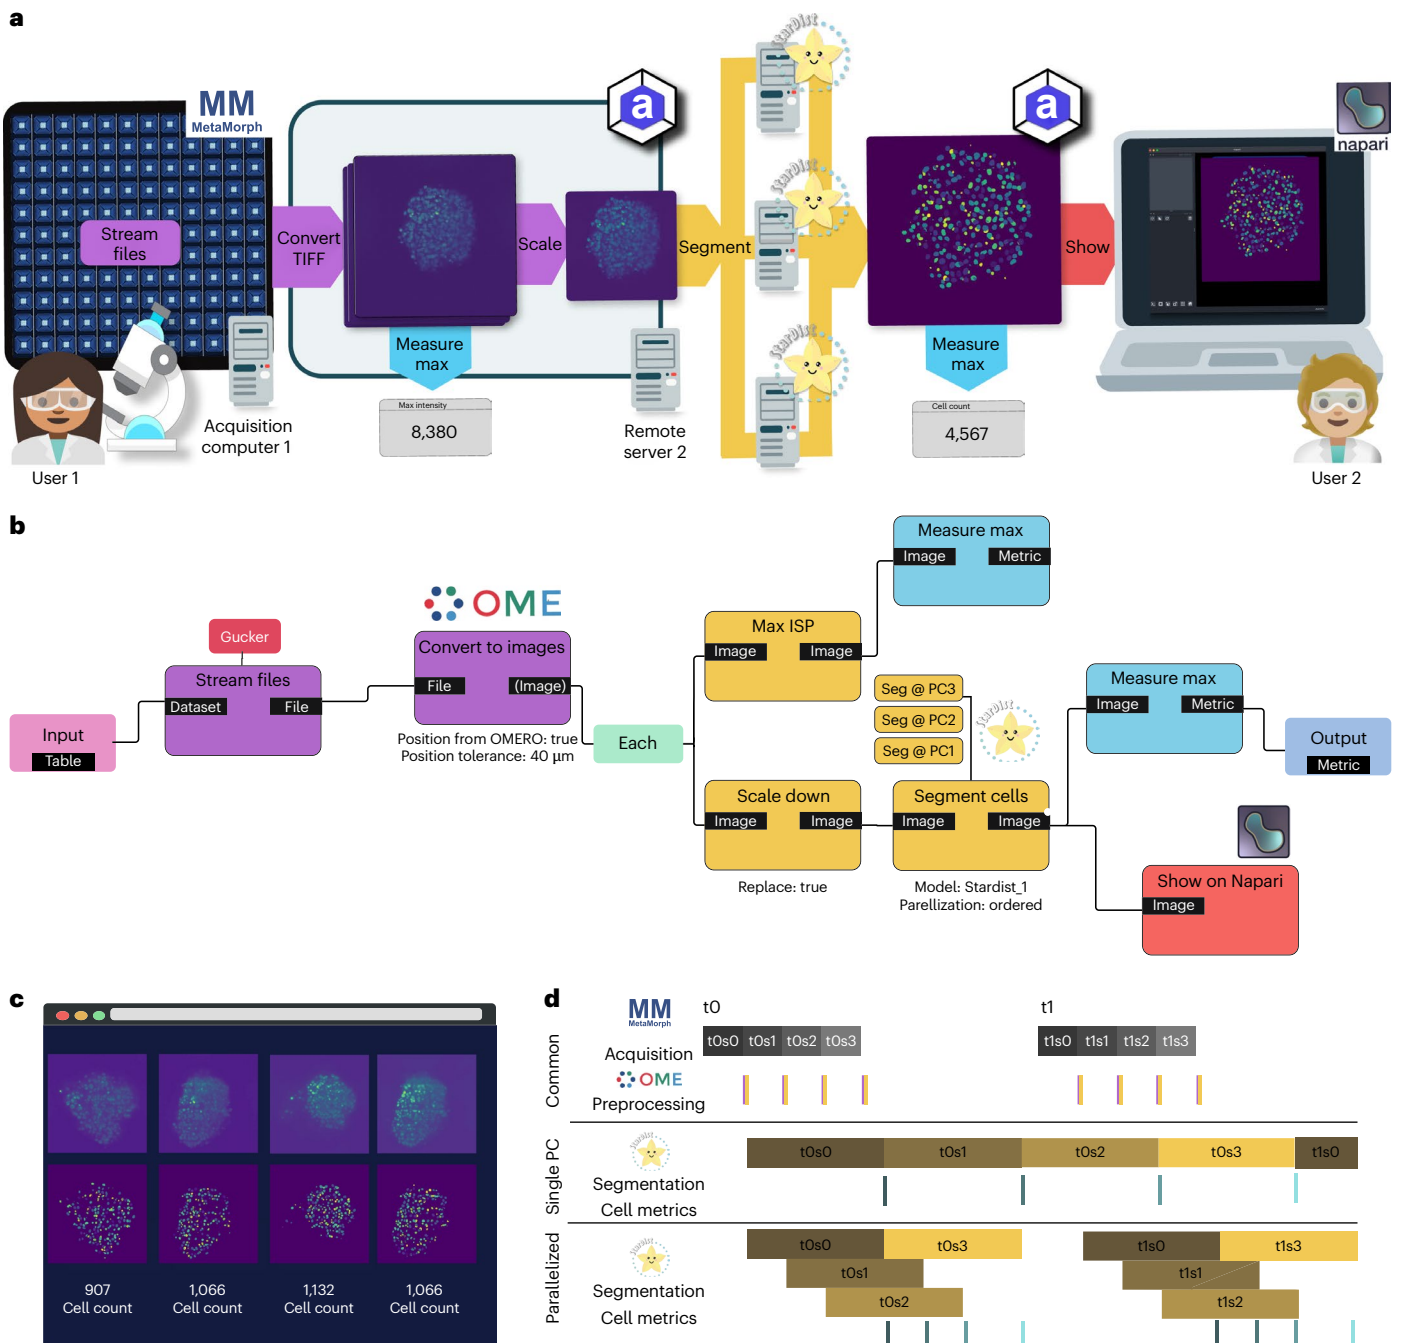 a
MM
MetaMorph
Stream
files
Convert
TIFF
Scale
Segment
Show
StarDist
StarDist
StarDist
a
a
napari
Measure
max
Max intensity
8,380
Measure
max
Cell count
4,567
Acquisition
computer 1
Remote
server 2
User 1
User 2
b
Input
Table
Gucker
Stream files
Dataset
File
OME
Convert to images
File
(Image)
Position from OMERO: true
Position tolerance: 40 µm
Each
Max ISP
Image
Image
Measure max
Image
Metric
Scale down
Image
Image
Replace: true
Seg @ PC3
Seg @ PC2
Seg @ PC1
StarDist
Segment cells
Image
Image
Model: Stardist_1
Parellization: ordered
Measure max
Image
Metric
Output
Metric
Show on Napari
Image
c
907
Cell count
1,066
Cell count
1,132
Cell count
1,066
Cell count
d
Common
MM
MetaMorph
Acquisition
OME
Preprocessing
t0
t0s0 t0s1 t0s2 t0s3
t1
t1s0 t1s1 t1s2 t1s3
Single PC
StarDist
Segmentation
Cell metrics
t0s0 t0s1 t0s2 t0s3 t1s0
Parallelized
StarDist
Segmentation
Cell metrics
t0s0 t0s3
t0s1
t0s2
t1s0 t1s3
t1s1
t1s2